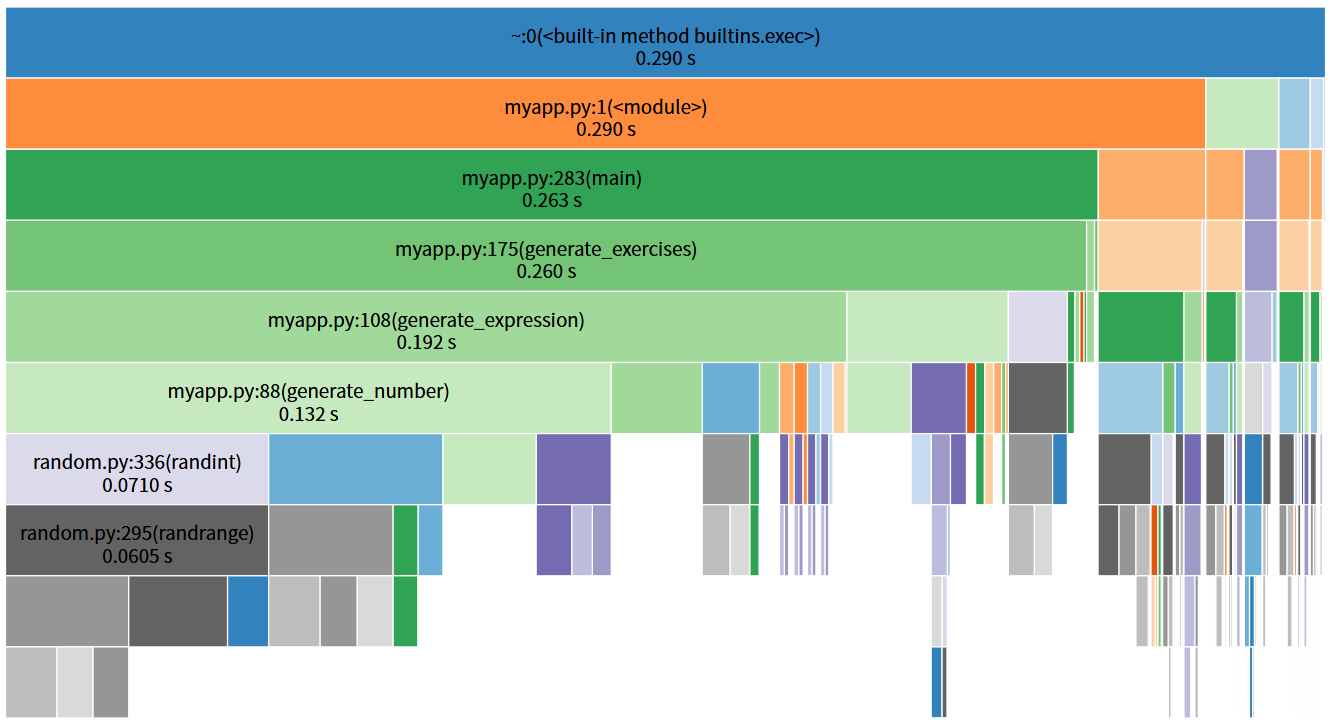 ~:0(<built-in method builtins.exec>)
0.290 s
myapp.py:1(<module>)
0.290 s
myapp.py:283(main)
0.263 s
myapp.py:175(generate_exercises)
0.260 s
myapp.py:108(generate_expression)
0.192 s
myapp.py:88(generate_number)
0.132 s
random.py:336(randint)
0.0710 s
random.py:295(randrange)
0.0605 s